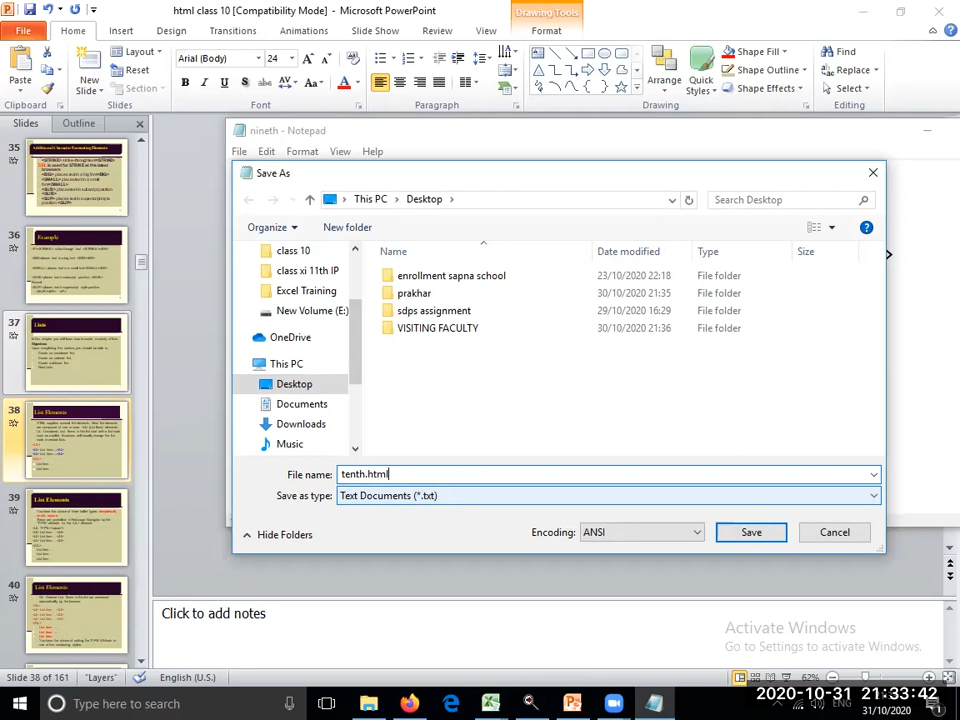 html class 10 [Compatibility Mode] - Microsoft PowerPoint
Drawing Tools
File
Home
Insert
Design
Transitions
Animations
Slide Show
Review
View
Format
Paste
Clipboard
New Slide
Layout
Reset
Section
Slides
Arial (Body)
24
Font
Paragraph
Arrange
Quick Styles
Shape Fill
Shape Outline
Shape Effects
Drawing
Find
Replace
Select
Editing
Slides
Outline
35
36
Example
37
Lists
38
List Elements
39
List Elements
40
List Elements
nineth - Notepad
File Edit Format View Help
Save As
This PC > Desktop >
Search Desktop
Organize
New folder
class 10
class xi 11th IP
Excel Training
New Volume (E:)
OneDrive
This PC
Desktop
Documents
Downloads
Music
Name Date modified Type Size
enrollment sapna school 23/10/2020 22:18 File folder
prakhar 30/10/2020 21:35 File folder
sdps assignment 29/10/2020 16:29 File folder
VISITING FACULTY 30/10/2020 21:36 File folder
File name: tenth.html
Save as type: Text Documents (*.txt)
Hide Folders
Encoding: ANSI
Save
Cancel
Click to add notes
Activate Windows
Go to Settings to activate Windows.
Slide 38 of 161
"Layers"
English (U.S.)
62%
Type here to search
2020-10-31 21:33:42
31/10/2020